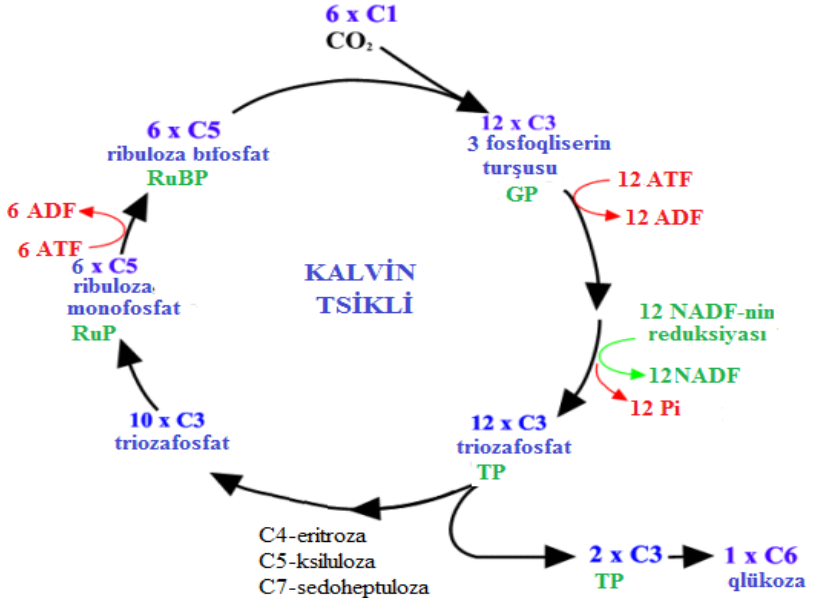 6 x C1
CO₂
12 x C3
3 fosfoqliserin
turşusu
GP
12 ATF
12 ADF
12 NADF-nin
reduksiyası
12NADF
12 Pi
12 x C3
triozafosfat
TP
2 x C3
TP
1 x C6
qlükoza
C4-eritroza
C5-ksiluloza
C7-sedoheptuloza
10 x C3
triozafosfat
6 x C5
ribuloza
monofosfat
RuP
6 ADF
6 ATF
6 x C5
ribuloza bıfosfat
RuBP
KALVİN
TSİKLİ